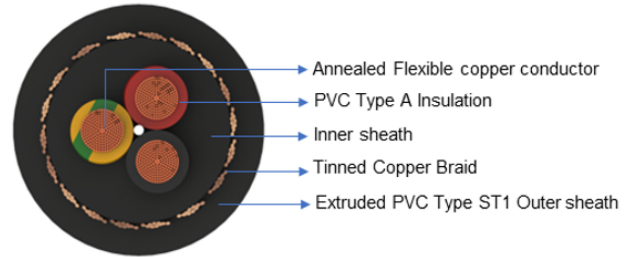 Annealed Flexible copper conductor
PVC Type A Insulation
Inner sheath
Tinned Copper Braid
Extruded PVC Type ST1 Outer sheath